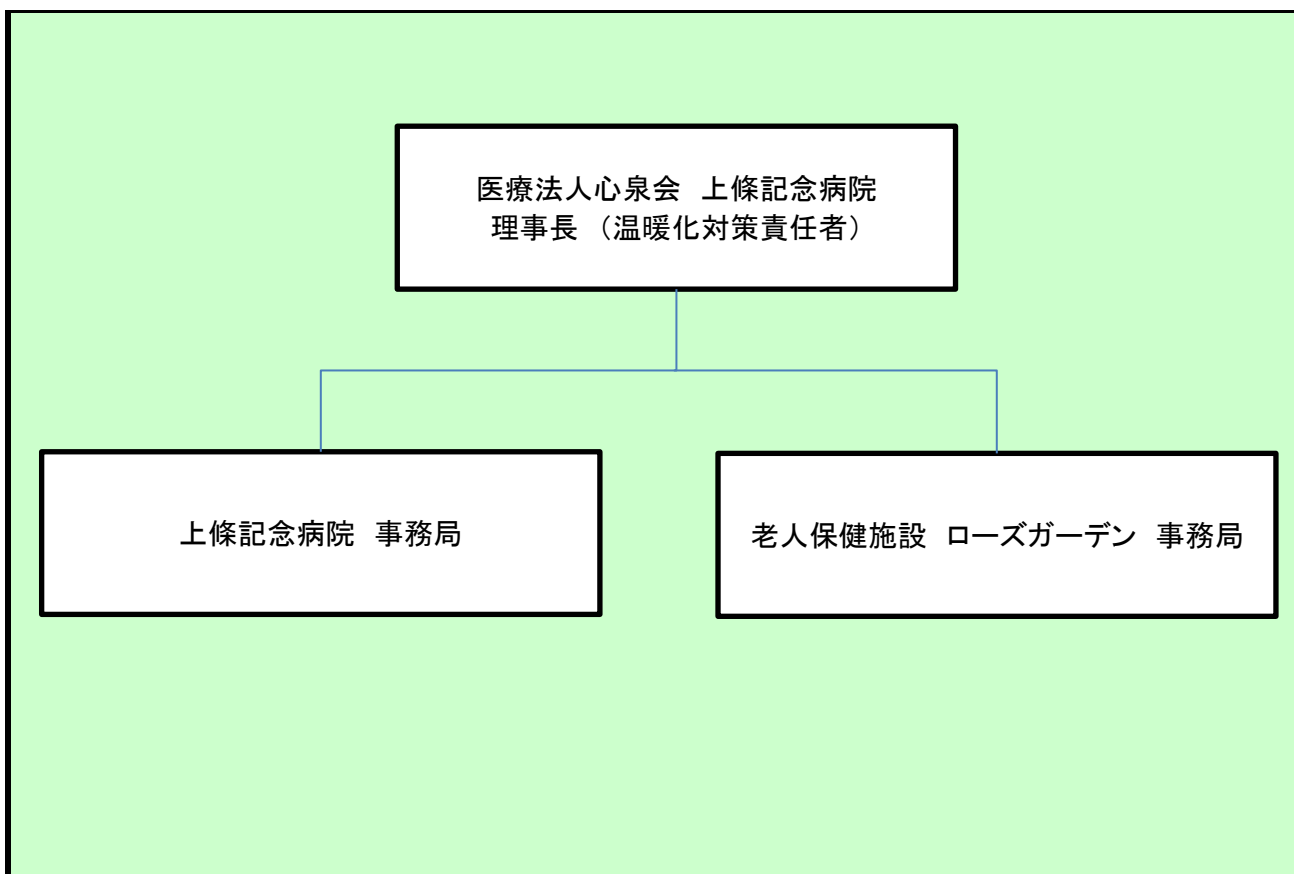 医療法人心泉会　上條記念病院
理事長　（温暖化対策責任者）
上條記念病院　事務局
老人保健施設　ローズガーデン　事務局